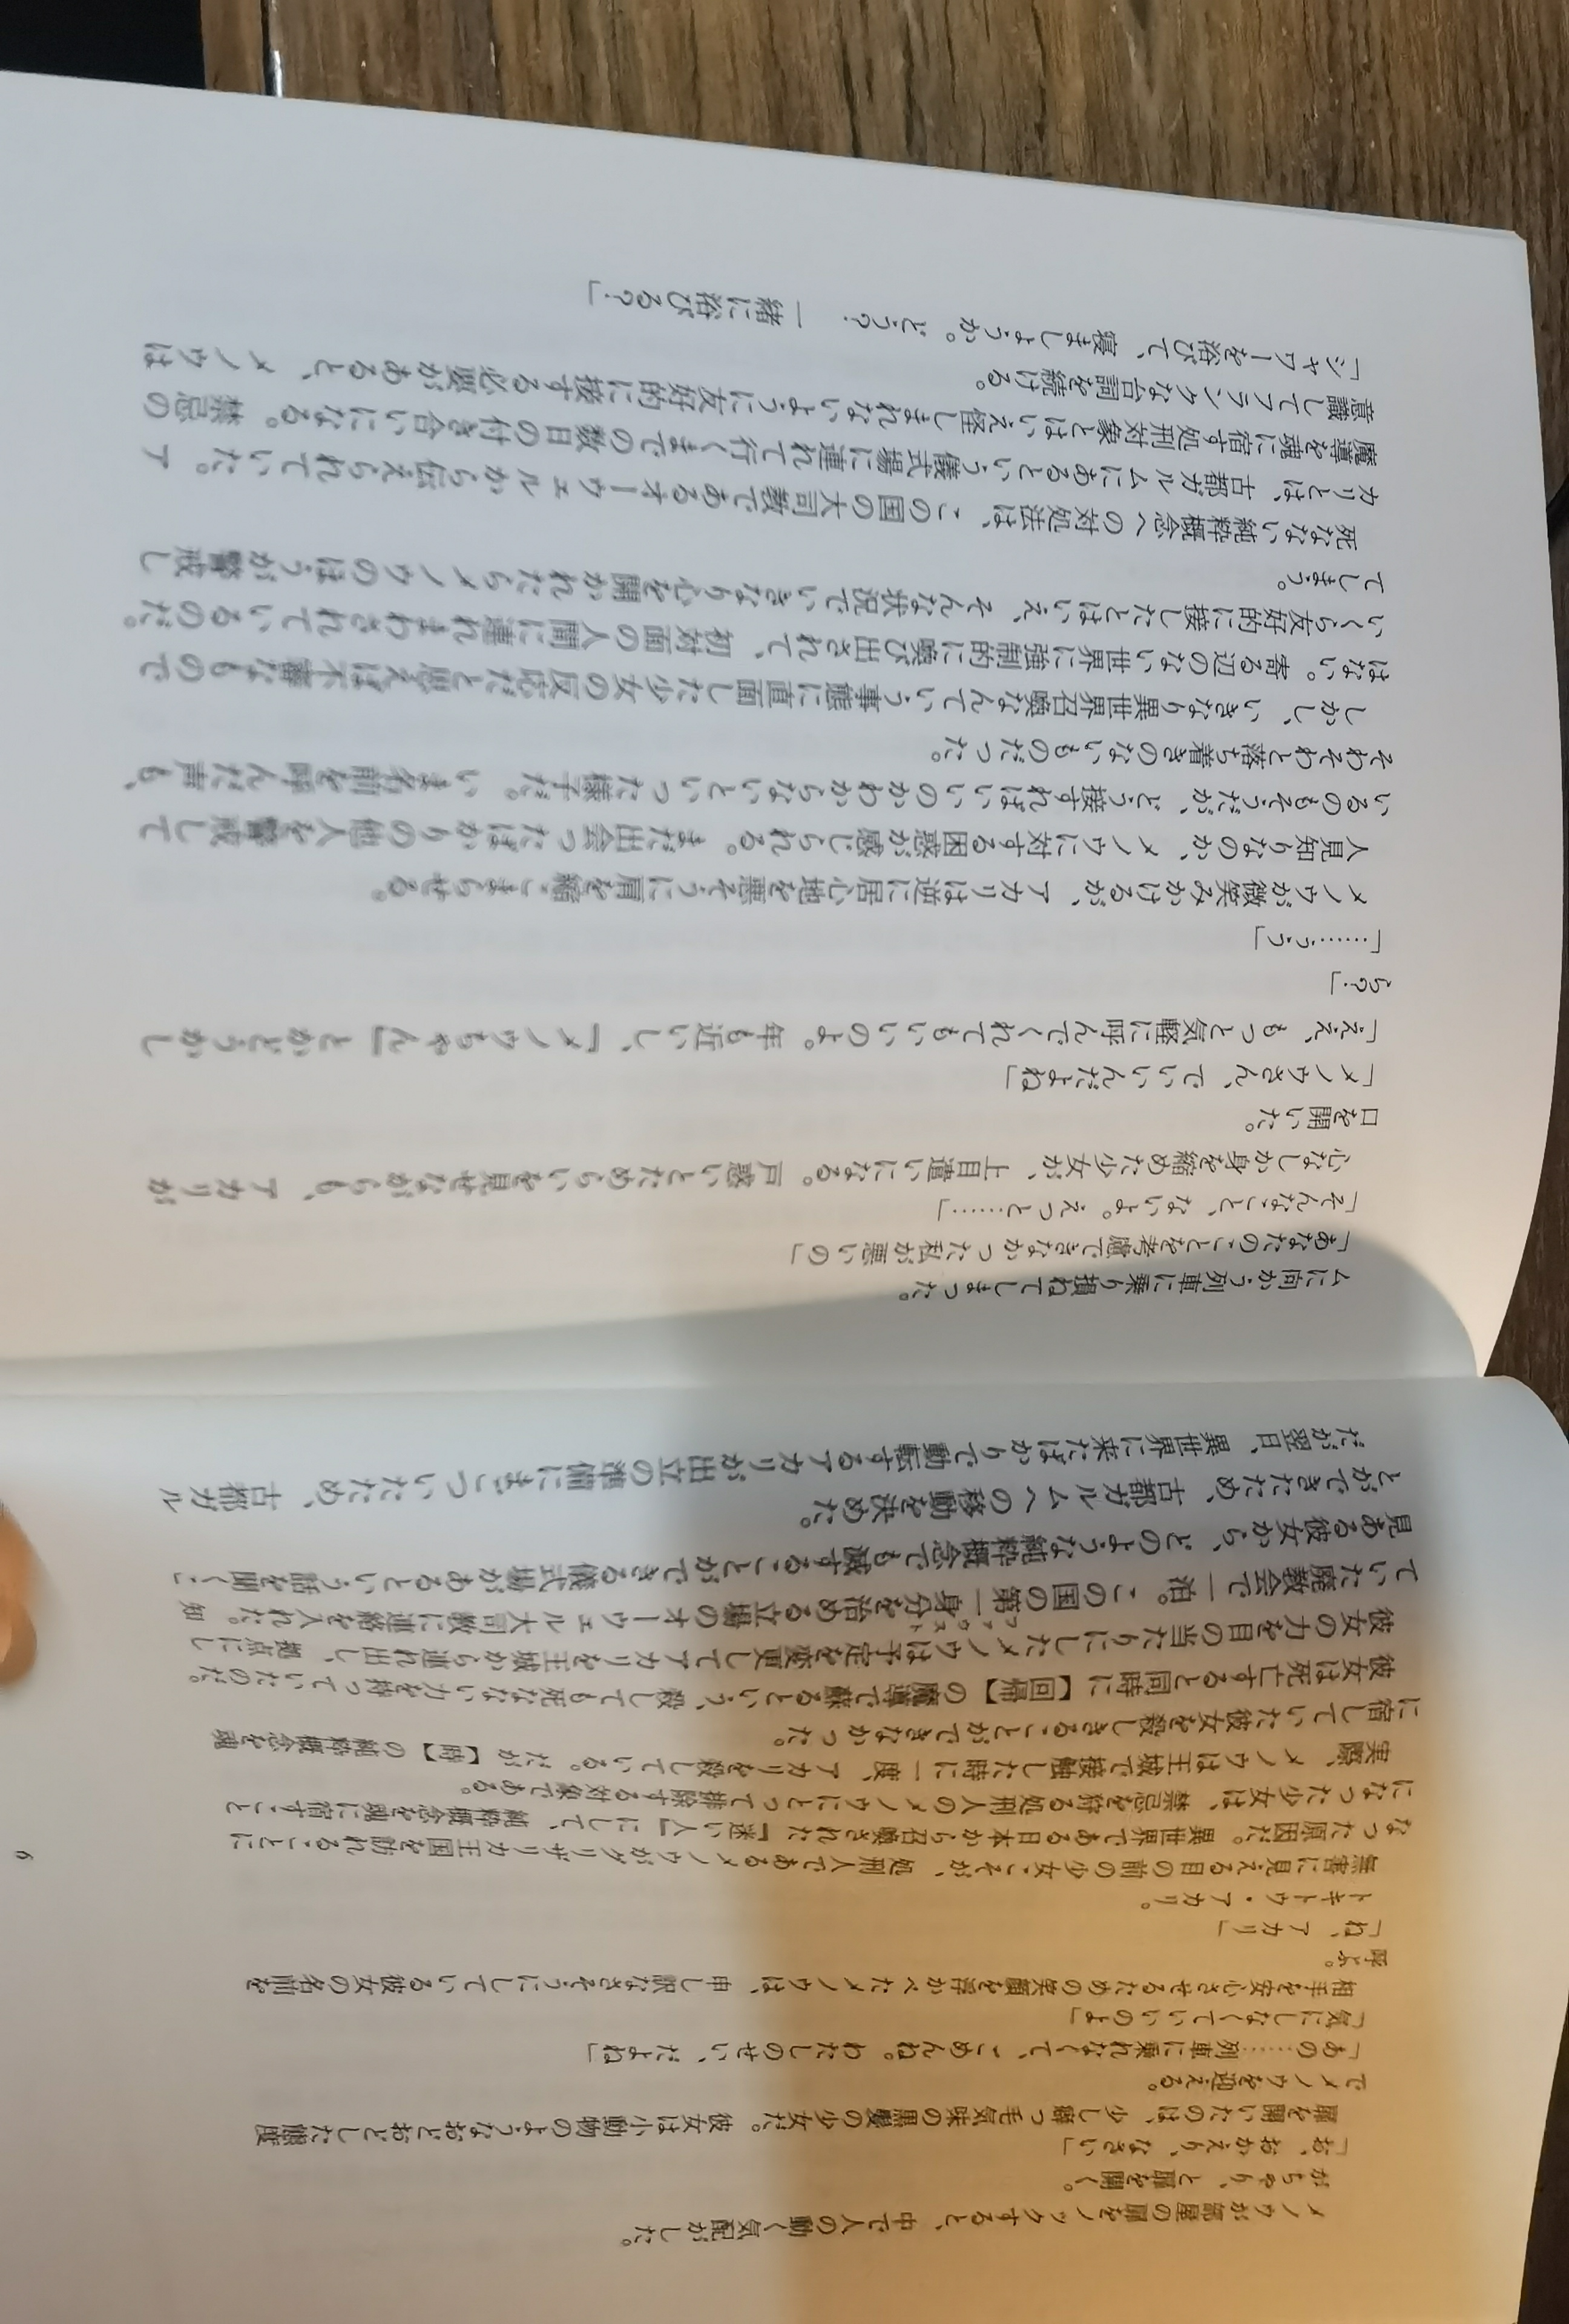 メノウが部屋の扉をノックすると、中で人の動く気配がした。
がちゃり、と扉を開く。
「お、おかえり、なさい」
扉を開いたのは、少し癖っ毛気味の黒髪の少女だ。彼女は小動物のようなおどおどした態度
でメノウを迎える。
「あの……列車に乗れなくて、ごめんね。わたしのせい、だよね」
「気にしなくていいのよ」
相手を安心させるための笑顔を浮かべたメノウは、申し訳なさそうにしている彼女の名前を
呼ぶ。
「ね、アカリ」
トキトウ・アカリ。
無害に見える目の前の少女こそが、処刑人であるメノウがグリザリカ王国を訪れることに
なった原因だ。異世界である日本から召喚された『迷い人』にして、純粋概念を魂に宿すこと
になった少女は、禁忌を狩る処刑人のメノウにとって排除する対象である。
実際、メノウは王城で接触した時に一度、アカリを殺している。だが【時】の純粋概念を魂
に宿していた彼女を殺しきることができなかった。
彼女は死亡すると同時に【回帰】の魔導で蘇るという、殺しても死なない力を持っていたのだ。
彼女の力を目の当たりにしたメノウは予定を変更してアカリを王城から連れ出し、拠点にし
ていた廃教会で一泊。この国の第一身分を治める立場のオーウェル大司教に連絡を入れた。知
ファウスト
見ある彼女から、どのような純粋概念でも滅することができる儀式場があるという話を聞くこ
とができたため、古都ガルムへの移動を決めた。
だが翌日、異世界に来たばかりで動転するアカリが出立の準備にまごついたため、古都ガル
6
ムに向かう列車に乗り損ねてしまった。
「あなたのことを考慮できなかった私が悪いの」
「そんなこと、ないよ。えっと……」
心なしか身を縮めた少女が、上目遣いになる。戸惑いとためらいを見せながらも、アカリが
口を開いた。
「メノウさん、でいいんだよね」
「ええ、もっと気軽に呼んでくれてもいいのよ。年も近いし、『メノウちゃん』とかどうかし
ら？」
「……うう」
メノウが微笑みかけるが、アカリは逆に居心地を悪そうに肩を縮こまらせる。
人見知りなのか、メノウに対する困惑が感じられる。まだ出会ったばかりの他人を警戒して
いるのもそうだが、どう接すればいいのかわからないといった様子だ。いま名前を呼んだ声も、
そわそわと落ち着きのないものだった。
しかし、いきなり異世界召喚なんていう事態に直面した少女の反応だと思えば不審なもので
はない。寄る辺のない世界に強制的に喚び出されて、初対面の人間に連れまわされているのだ。
いくら友好的に接したとはいえ、そんな状況でいきなり心を開かれたらメノウのほうが警戒し
てしまう。
死なない純粋概念への対処法は、この国の大司教であるオーウェルから伝えられていた。ア
カリとは、古都ガルムにあるという儀式場に連れて行くまでの数日の付き合いになる。禁忌の
魔導を魂に宿す処刑対象とはいえ怪しまれないように友好的に接する必要があると、メノウは
意識してフランクな台詞を続ける。
「シャワーを浴びて、寝ましょうか。どう？　一緒に浴びる？」